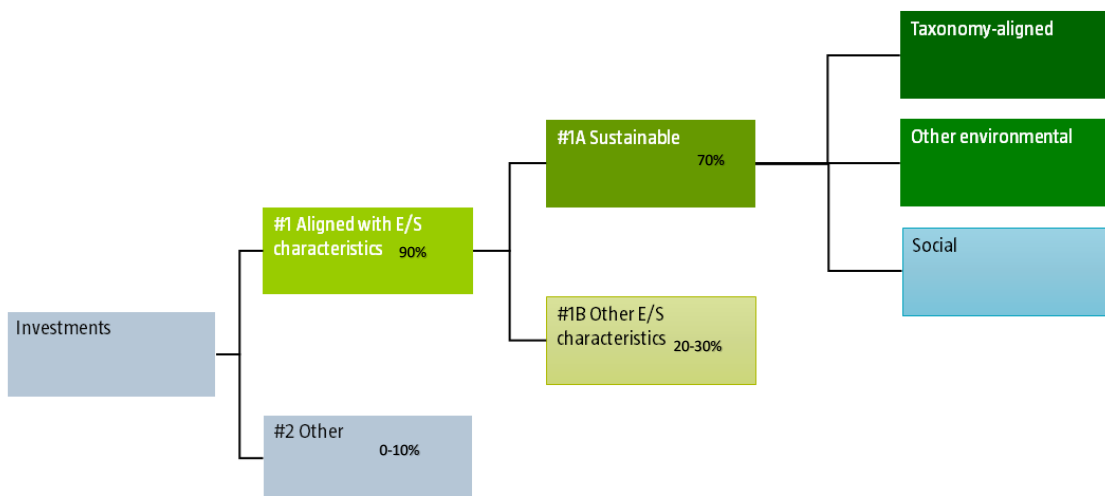 Taxonomy-aligned
#1A Sustainable
70%
Other environmental
#1 Aligned with E/S
characteristics 90%
Social
#1B Other E/S
characteristics 20-30%
Investments
#2 Other
0-10%